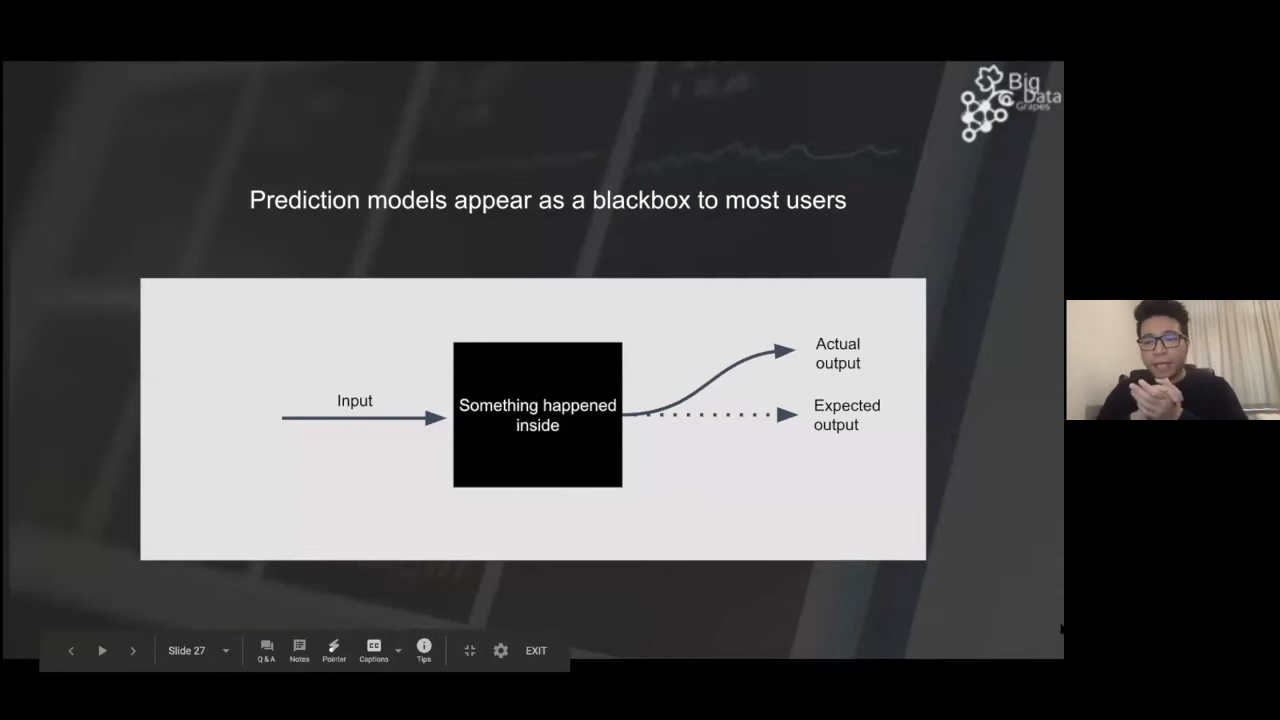 Big
Data
Grapes
Prediction models appear as a blackbox to most users
Actual
output
Input
Something happened
inside
Expected
output
Slide 27
Q & A
Notes
Pointer
CC
Captions
Tips
EXIT